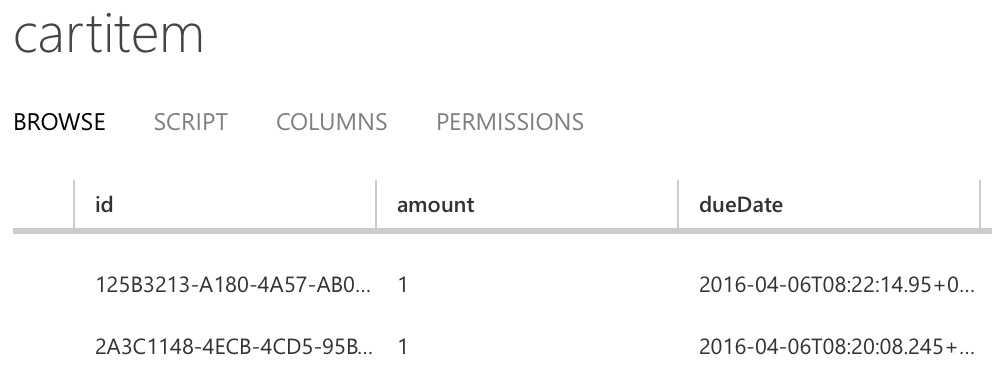 cartitem
BROWSE SCRIPT COLUMNS PERMISSIONS
id amount dueDate
125B3213-A180-4A57-AB0... 1 2016-04-06T08:22:14.95+0...
2A3C1148-4ECB-4CD5-95B... 1 2016-04-06T08:20:08.245+...